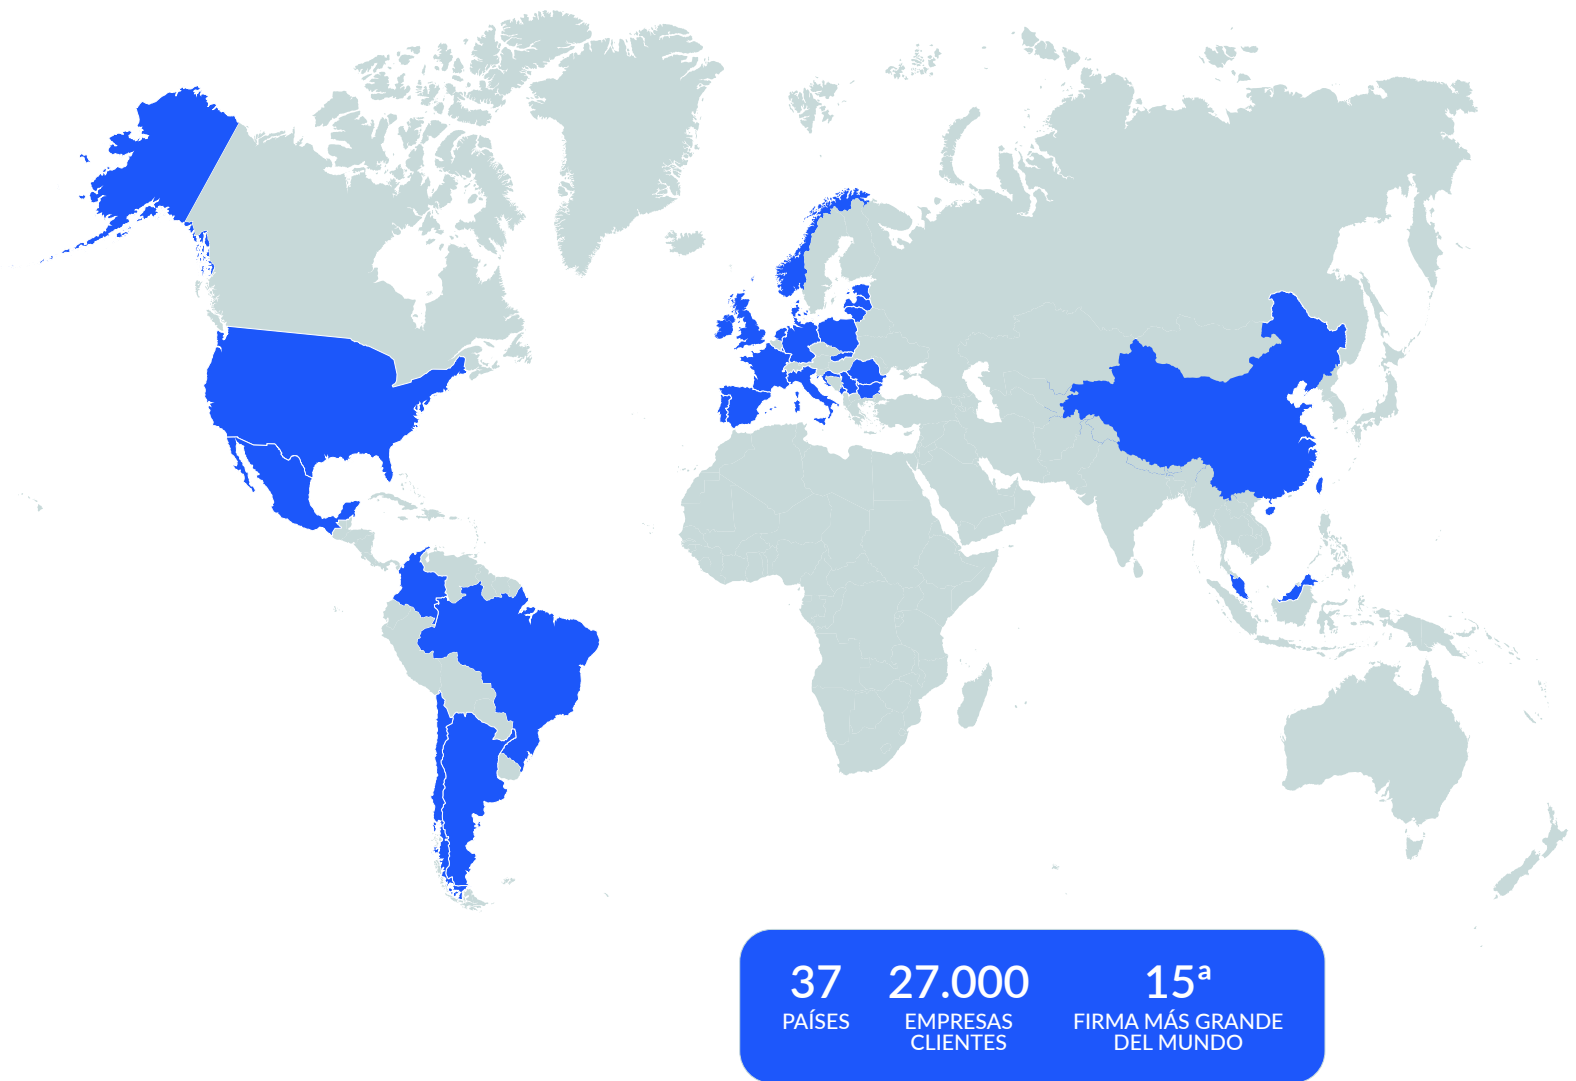 37
PAÍSES
27.000
EMPRESAS
CLIENTES
15ª
FIRMA MÁS GRANDE
DEL MUNDO